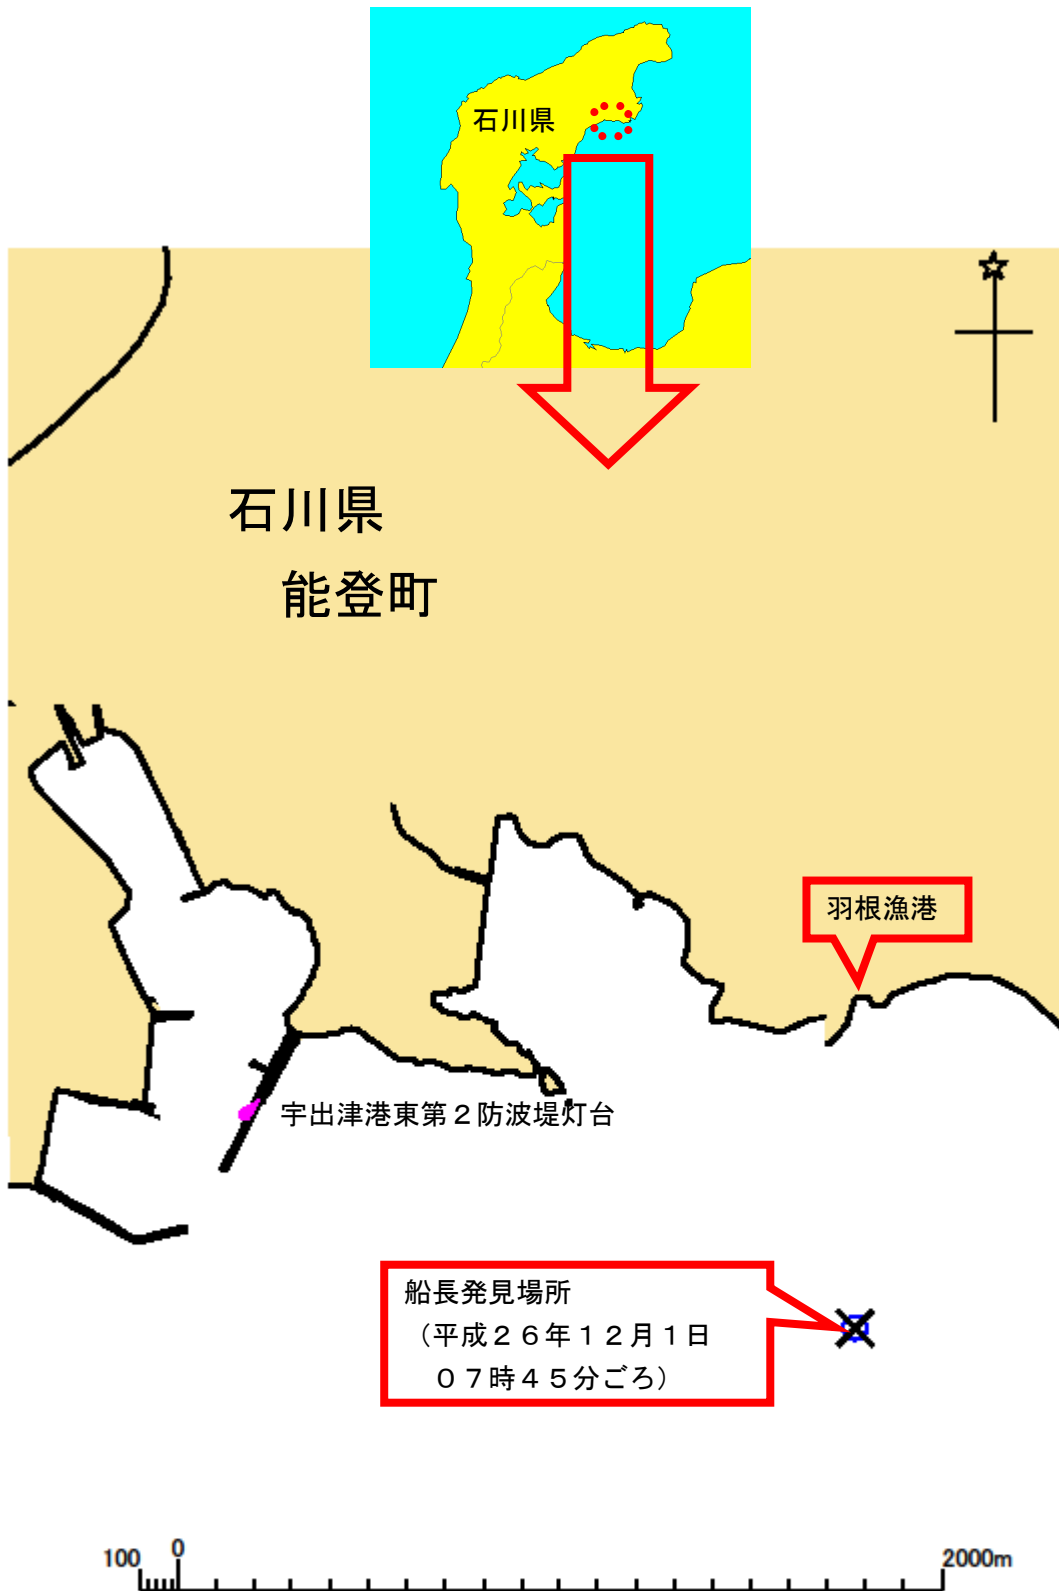 石川県
石川県
能登町
羽根漁港
宇出津港東第２防波堤灯台
船長発見場所
（平成２６年１２月１日
０７時４５分ごろ）
100 0 2000m